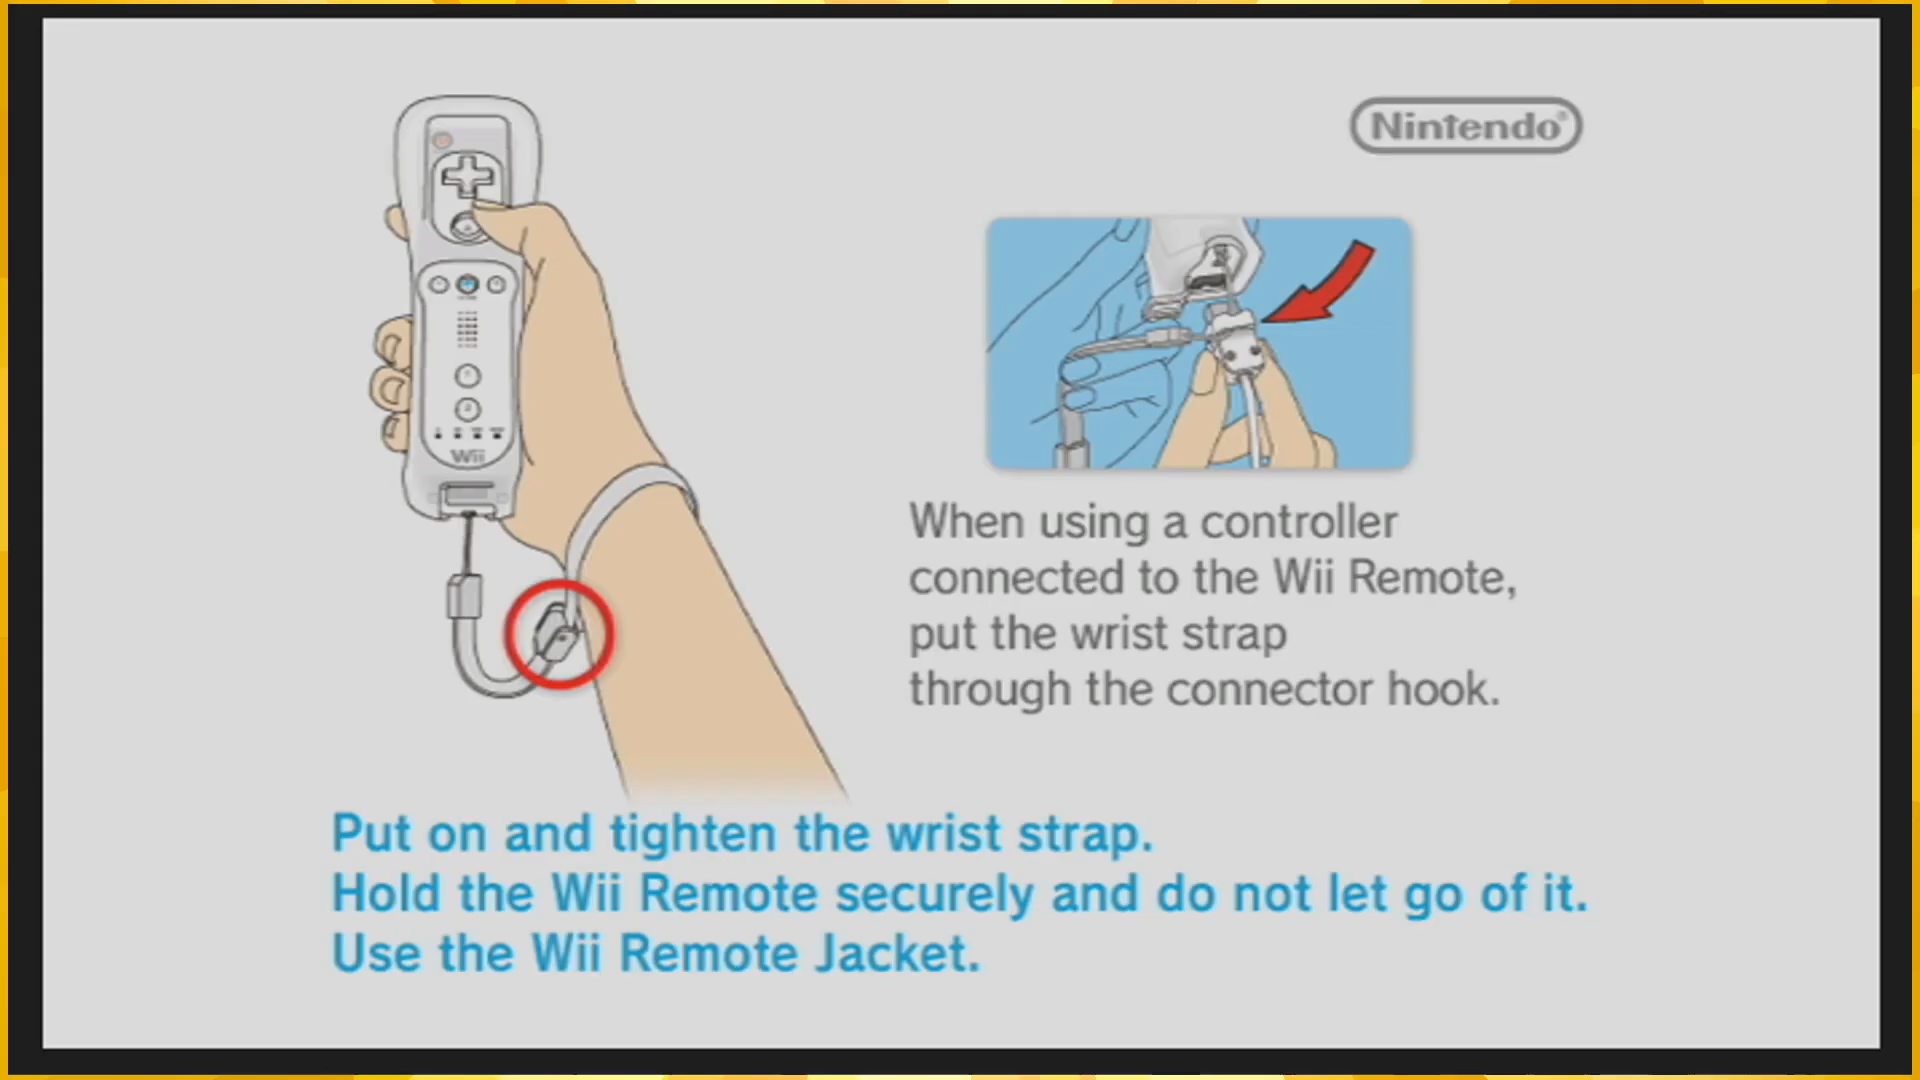 Nintendo®
Wii
When using a controller
connected to the Wii Remote,
put the wrist strap
through the connector hook.
Put on and tighten the wrist strap.
Hold the Wii Remote securely and do not let go of it.
Use the Wii Remote Jacket.